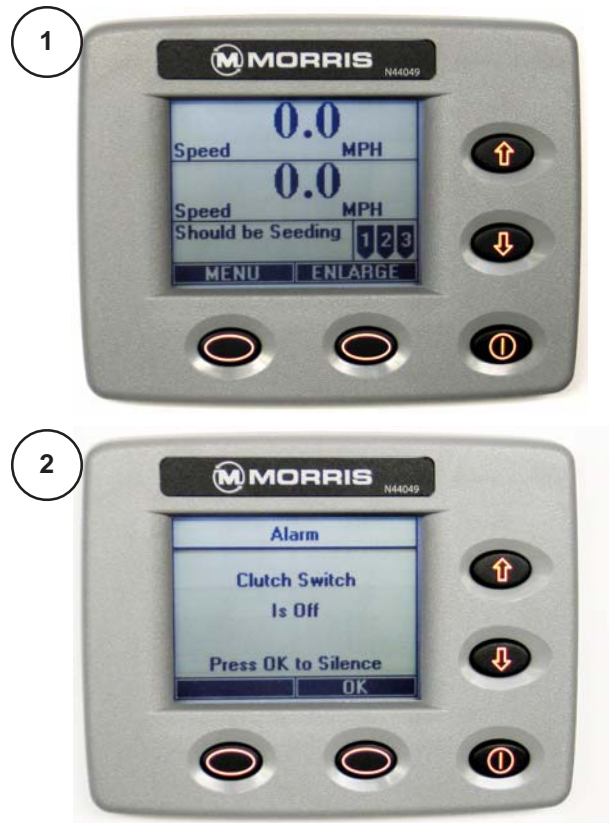 1
MORRIS
N44049
0.0
Speed MPH
0.0
Speed MPH
Should be Seeding 1 2 3
MENU ENLARGE
2
MORRIS
N44049
Alarm
Clutch Switch
Is Off
Press OK to Silence
OK